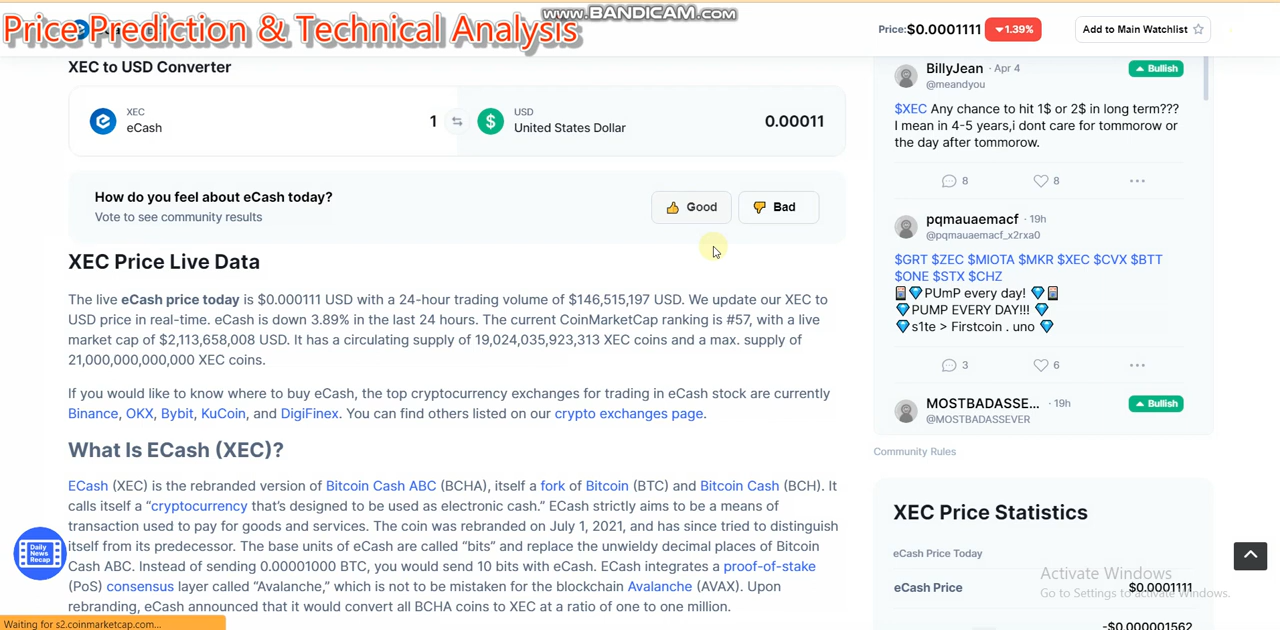 www.BANDICAM.com
Price Prediction & Technical Analysis
Price:$0.0001111 1.39%
Add to Main Watchlist
XEC to USD Converter
XEC
eCash
1
USD
United States Dollar
0.00011
How do you feel about eCash today?
Vote to see community results
Good
Bad
XEC Price Live Data
The live eCash price today is $0.000111 USD with a 24-hour trading volume of $146,515,197 USD. We update our XEC to
USD price in real-time. eCash is down 3.89% in the last 24 hours. The current CoinMarketCap ranking is #57, with a live
market cap of $2,113,658,008 USD. It has a circulating supply of 19,024,035,923,313 XEC coins and a max. supply of
21,000,000,000,000 XEC coins.
If you would like to know where to buy eCash, the top cryptocurrency exchanges for trading in eCash stock are currently
Binance, OKX, Bybit, KuCoin, and DigiFinex. You can find others listed on our crypto exchanges page.
What Is ECash (XEC)?
ECash (XEC) is the rebranded version of Bitcoin Cash ABC (BCHA), itself a fork of Bitcoin (BTC) and Bitcoin Cash (BCH). It
calls itself a “cryptocurrency that’s designed to be used as electronic cash.” ECash strictly aims to be a means of
transaction used to pay for goods and services. The coin was rebranded on July 1, 2021, and has since tried to distinguish
itself from its predecessor. The base units of eCash are called “bits” and replace the unwieldy decimal places of Bitcoin
Cash ABC. Instead of sending 0.00001000 BTC, you would send 10 bits with eCash. ECash integrates a proof-of-stake
(PoS) consensus layer called “Avalanche,” which is not to be mistaken for the blockchain Avalanche (AVAX). Upon
rebranding, eCash announced that it would convert all BCHA coins to XEC at a ratio of one to one million.
Daily
News
Recap
Waiting for s2.coinmarketcap.com...
BillyJean · Apr 4
Bullish
@meandyou
$XEC Any chance to hit 1$ or 2$ in long term???
I mean in 4-5 years,i dont care for tommorow or
the day after tommorow.
8
8
pqmauaemacf · 19h
@pqmauaemacf_x2rxa0
$GRT $ZEC $MIOTA $MKR $XEC $CVX $BTT
$ONE $STX $CHZ
PUmP every day!
PUMP EVERY DAY!!!
s1te > Firstcoin . uno
3
6
MOSTBADASSE... · 19h
Bullish
@MOSTBADASSEVER
Community Rules
XEC Price Statistics
eCash Price Today
eCash Price
$0.0001111
-$0.000001562
Activate Windows
Go to Settings to activate Windows.